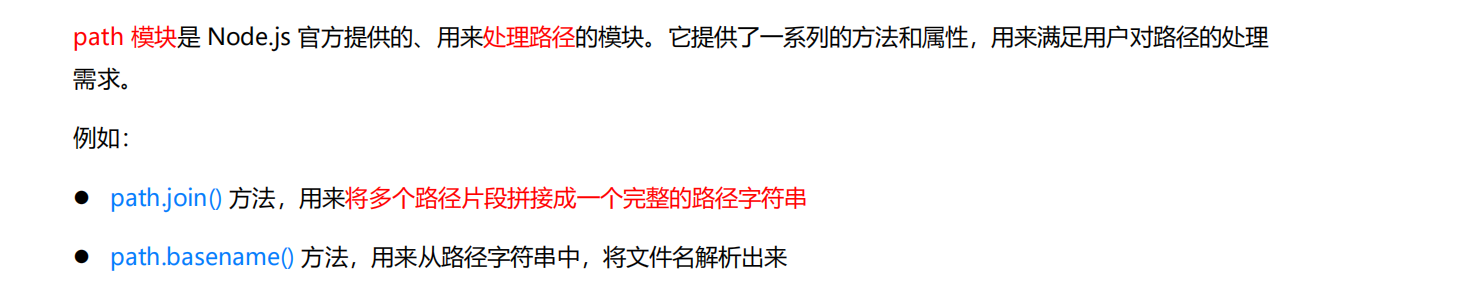 path 模块是 Node.js 官方提供的、用来处理路径的模块。它提供了一系列的方法和属性，用来满足用户对路径的处理
需求。
例如：
● path.join() 方法，用来将多个路径片段拼接成一个完整的路径字符串
● path.basename() 方法，用来从路径字符串中，将文件名解析出来